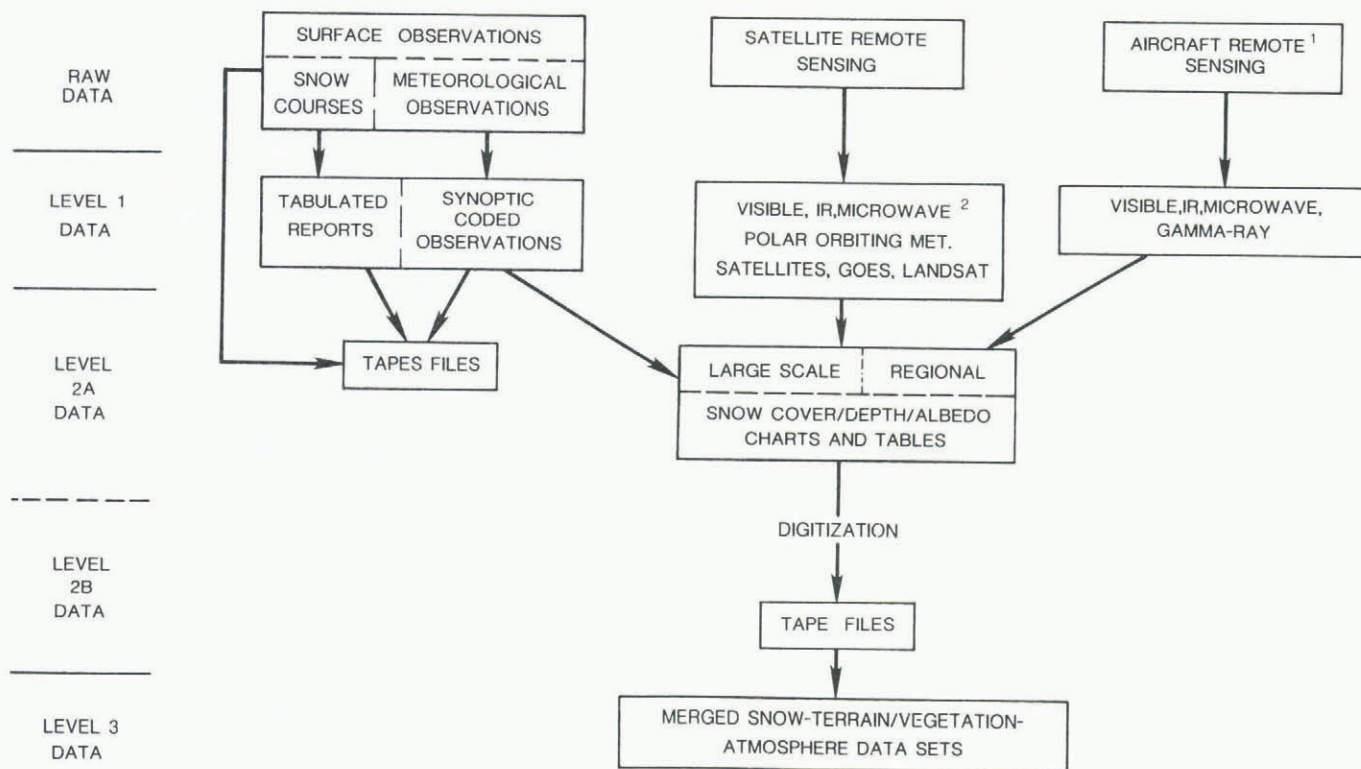 RAW
DATA
SURFACE OBSERVATIONS
SNOW
COURSES
METEOROLOGICAL
OBSERVATIONS
SATELLITE REMOTE
SENSING
AIRCRAFT REMOTE 1
SENSING
LEVEL 1
DATA
TABULATED
REPORTS
SYNOPTIC
CODED
OBSERVATIONS
VISIBLE, IR,MICROWAVE 2
POLAR ORBITING MET.
SATELLITES, GOES, LANDSAT
VISIBLE,IR,MICROWAVE,
GAMMA-RAY
LEVEL
2A
DATA
TAPES FILES
LARGE SCALE
REGIONAL
SNOW COVER/DEPTH/ALBEDO
CHARTS AND TABLES
DIGITIZATION
LEVEL
2B
DATA
TAPE FILES
LEVEL 3
DATA
MERGED SNOW-TERRAIN/VEGETATION-
ATMOSPHERE DATA SETS